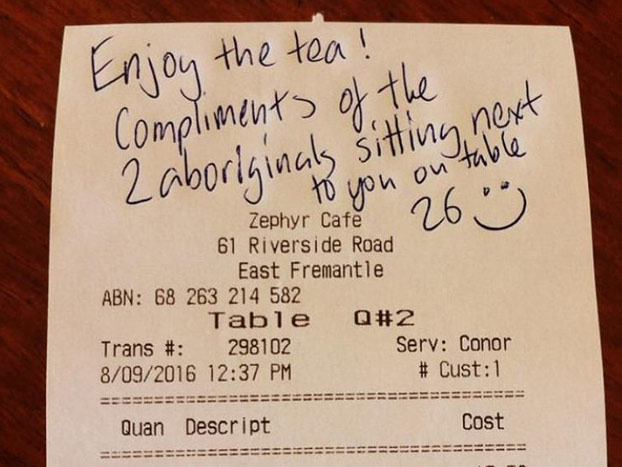 Enjoy the tea!
Compliments of the
2 aboriginals sitting next
to you on table
26
Zephyr Cafe
61 Riverside Road
East Fremantle
ABN: 68 263 214 582
Table Q#2
Trans #: 298102 Serv: Conor
8/09/2016 12:37 PM # Cust:1
Quan Descript Cost